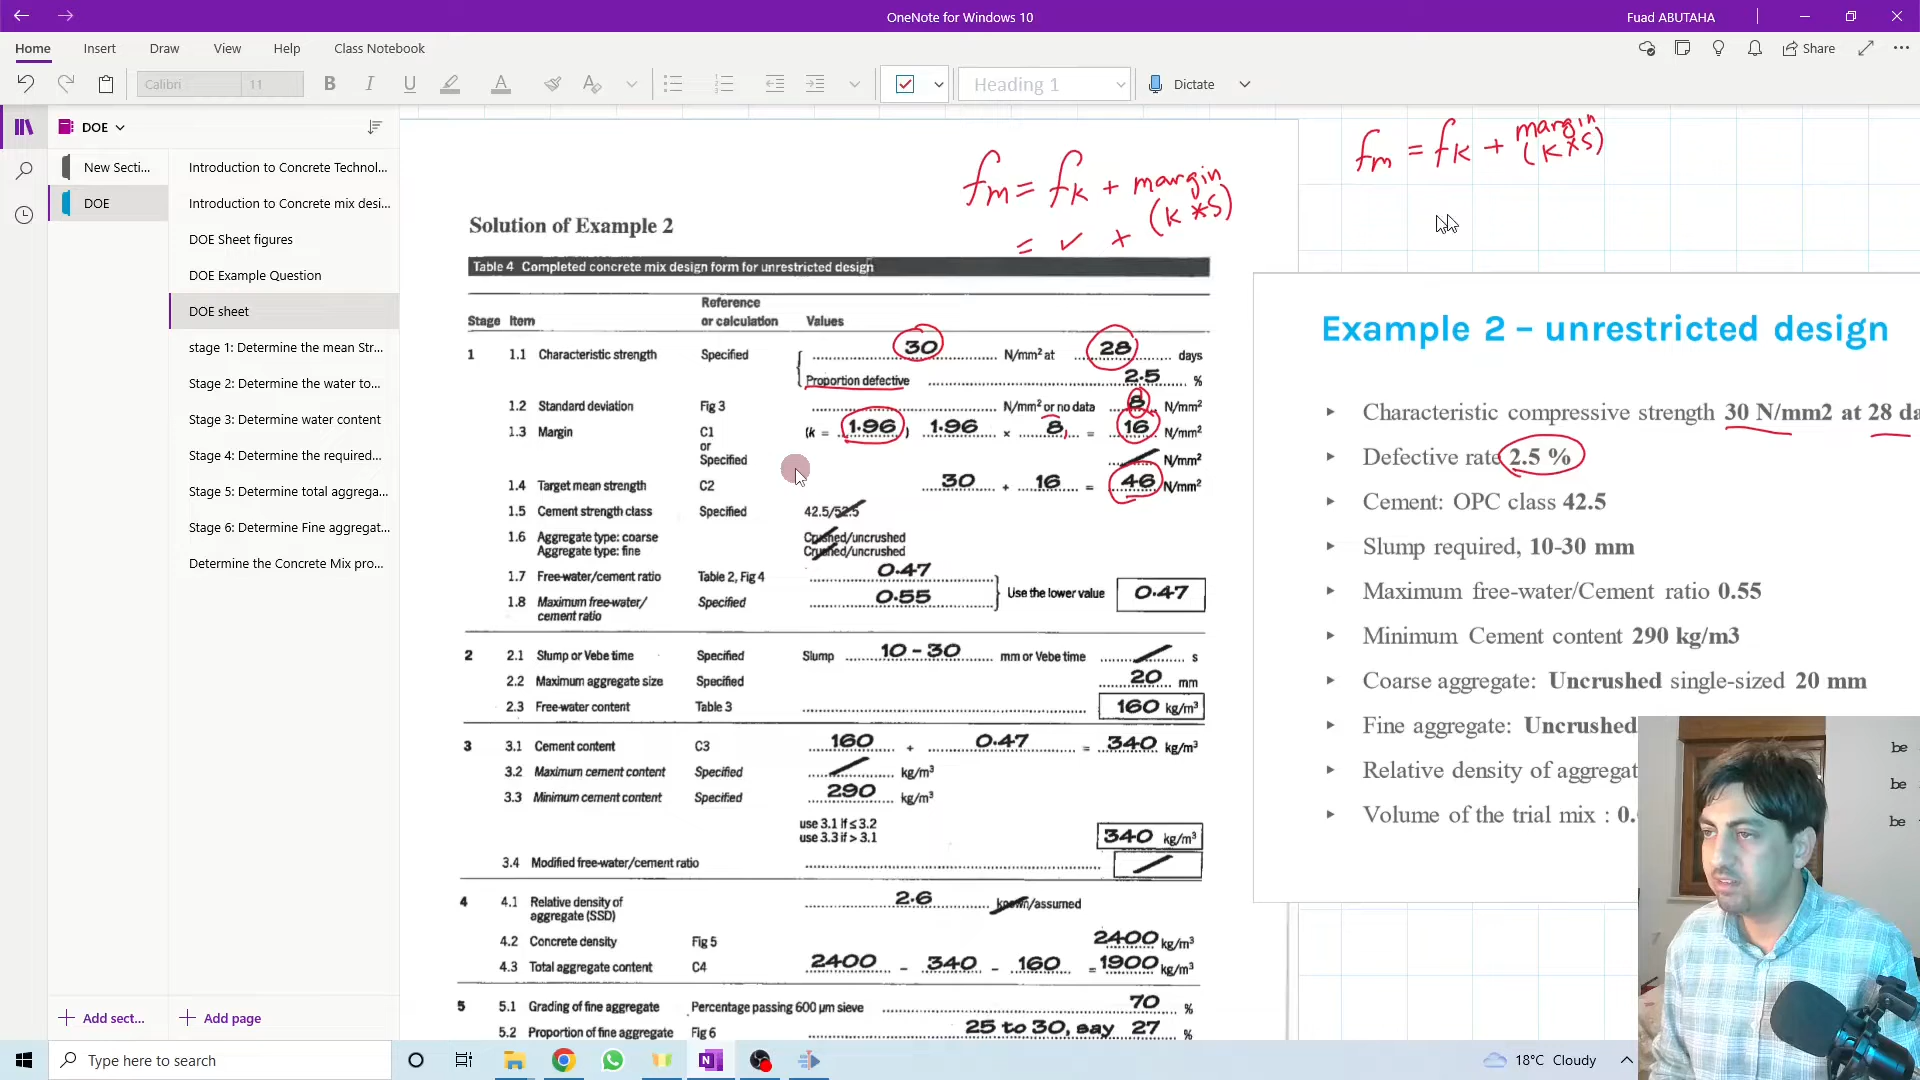 OneNote for Windows 10
Fuad ABUTAHA
Home Insert Draw View Help Class Notebook
Share
Calibri 11
B I U A
Heading 1
Dictate
DOE
New Secti...
DOE
Introduction to Concrete Technol...
Introduction to Concrete mix desi...
DOE Sheet figures
DOE Example Question
DOE sheet
stage 1: Determine the mean Str...
Stage 2: Determine the water to...
Stage 3: Determine water content
Stage 4: Determine the required...
Stage 5: Determine total aggrega...
Stage 6: Determine Fine aggregat...
Determine the Concrete Mix pro...
Add sect...
Add page
fm = fk + margin
(k*S)
= ✓ +
fm = fk + margin
(k*S)
Solution of Example 2
Table 4 Completed concrete mix design form for unrestricted design
Reference
Stage Item or calculation Values
1 1.1 Characteristic strength Specified { 30 N/mm² at 28 days
Proportion defective 2.5 %
1.2 Standard deviation Fig 3 N/mm² or no data 8 N/mm²
1.3 Margin C1 (k = 1.96 ) 1.96 × 8 = 16 N/mm²
or
Specified N/mm²
1.4 Target mean strength C2 30 + 16 = 46 N/mm²
1.5 Cement strength class Specified 42.5/52.5
1.6 Aggregate type: coarse Crushed/uncrushed
Aggregate type: fine Crushed/uncrushed
1.7 Free-water/cement ratio Table 2, Fig 4 0.47
1.8 Maximum free-water/ Specified 0.55 } Use the lower value 0.47
cement ratio
2 2.1 Slump or Vebe time Specified Slump 10 - 30 mm or Vebe time / s
2.2 Maximum aggregate size Specified 20 mm
2.3 Free-water content Table 3 160 kg/m³
3 3.1 Cement content C3 160 ÷ 0.47 = 340 kg/m³
3.2 Maximum cement content Specified / kg/m³
3.3 Minimum cement content Specified 290 kg/m³
use 3.1 if ≤ 3.2
use 3.3 if > 3.1 340 kg/m³
3.4 Modified free-water/cement ratio /
4 4.1 Relative density of 2.6 known/assumed
aggregate (SSD)
4.2 Concrete density Fig 5 2400 kg/m³
4.3 Total aggregate content C4 2400 - 340 - 160 = 1900 kg/m³
5 5.1 Grading of fine aggregate Percentage passing 600 µm sieve 70 %
5.2 Proportion of fine aggregate Fig 6 25 to 30, say 27 %
Example 2 – unrestricted design
Characteristic compressive strength 30 N/mm2 at 28 da
Defective rate 2.5 %
Cement: OPC class 42.5
Slump required, 10-30 mm
Maximum free-water/Cement ratio 0.55
Minimum Cement content 290 kg/m3
Coarse aggregate: Uncrushed single-sized 20 mm
Fine aggregate: Uncrushed
Relative density of aggregat
Volume of the trial mix : 0.
be
be
be
Type here to search
18°C Cloudy